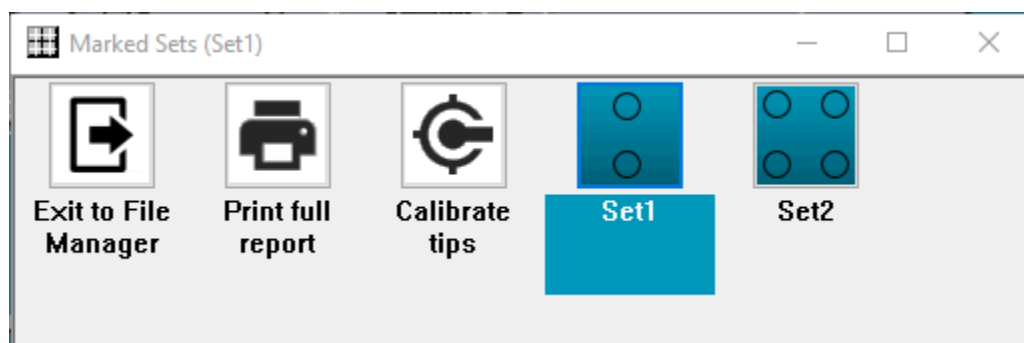 Marked Sets (Set1)
Exit to File
Manager
Print full
report
Calibrate
tips
Set1
Set2